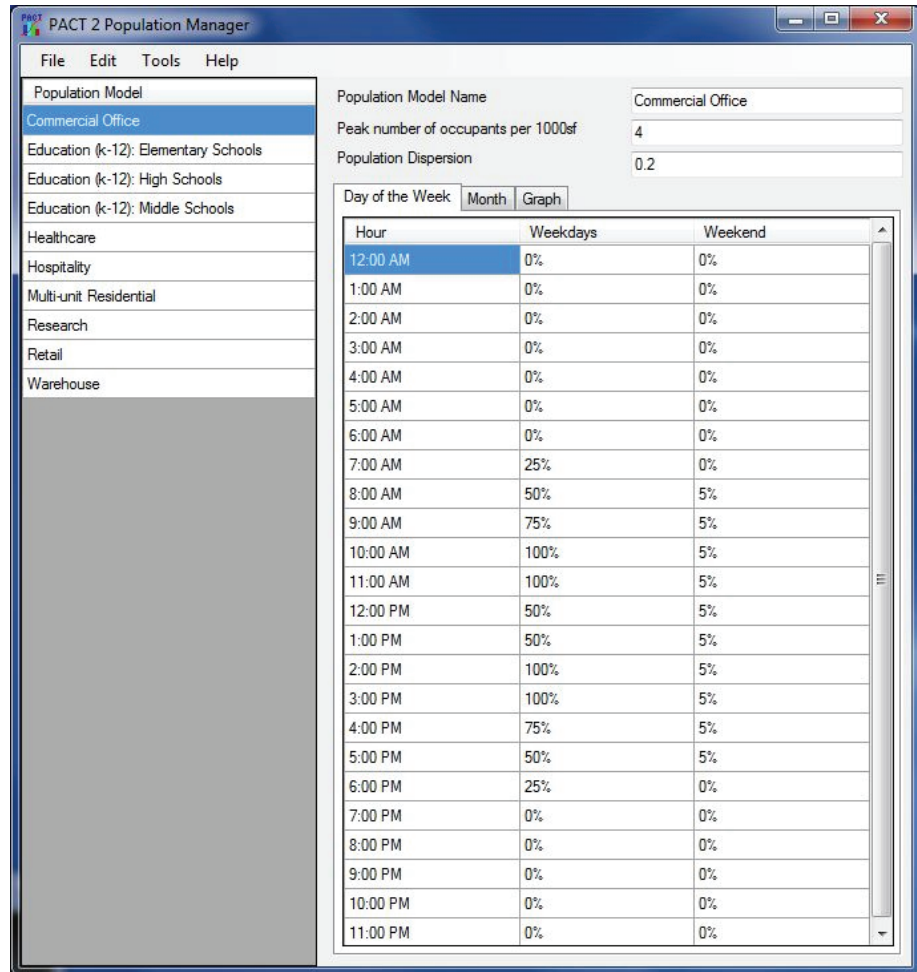 PACT PACT 2 Population Manager
File Edit Tools Help
Population Model
Commercial Office
Education (k-12): Elementary Schools
Education (k-12): High Schools
Education (k-12): Middle Schools
Healthcare
Hospitality
Multi-unit Residential
Research
Retail
Warehouse
Population Model Name Commercial Office
Peak number of occupants per 1000sf 4
Population Dispersion 0.2
Day of the Week Month Graph
Hour Weekdays Weekend
12:00 AM 0% 0%
1:00 AM 0% 0%
2:00 AM 0% 0%
3:00 AM 0% 0%
4:00 AM 0% 0%
5:00 AM 0% 0%
6:00 AM 0% 0%
7:00 AM 25% 0%
8:00 AM 50% 5%
9:00 AM 75% 5%
10:00 AM 100% 5%
11:00 AM 100% 5%
12:00 PM 50% 5%
1:00 PM 50% 5%
2:00 PM 100% 5%
3:00 PM 100% 5%
4:00 PM 75% 5%
5:00 PM 50% 5%
6:00 PM 25% 0%
7:00 PM 0% 0%
8:00 PM 0% 0%
9:00 PM 0% 0%
10:00 PM 0% 0%
11:00 PM 0% 0%